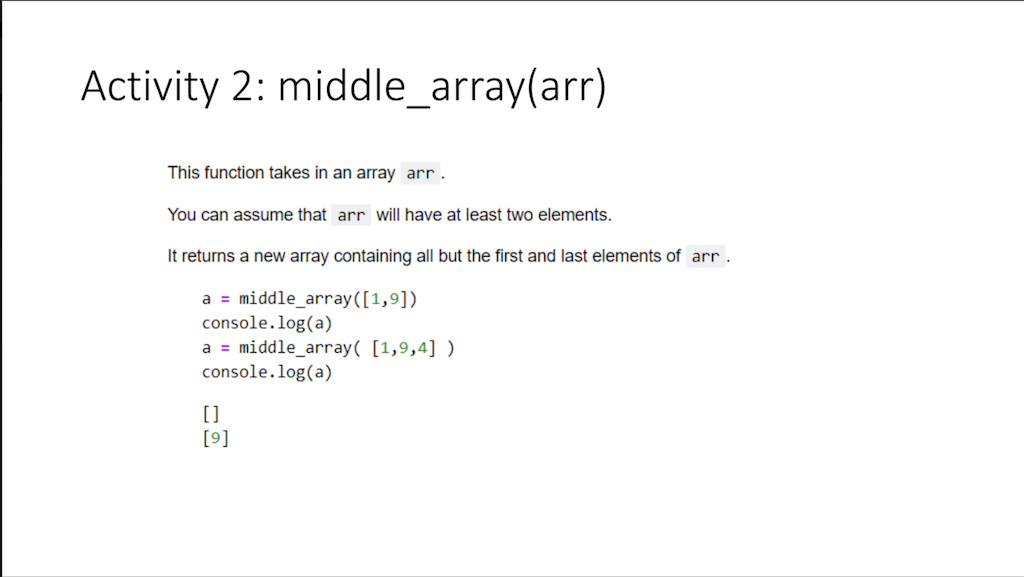 Activity 2: middle_array(arr)
This function takes in an array arr .
You can assume that arr will have at least two elements.
It returns a new array containing all but the first and last elements of arr .
a = middle_array([1,9])
console.log(a)
a = middle_array( [1,9,4] )
console.log(a)
[]
[9]